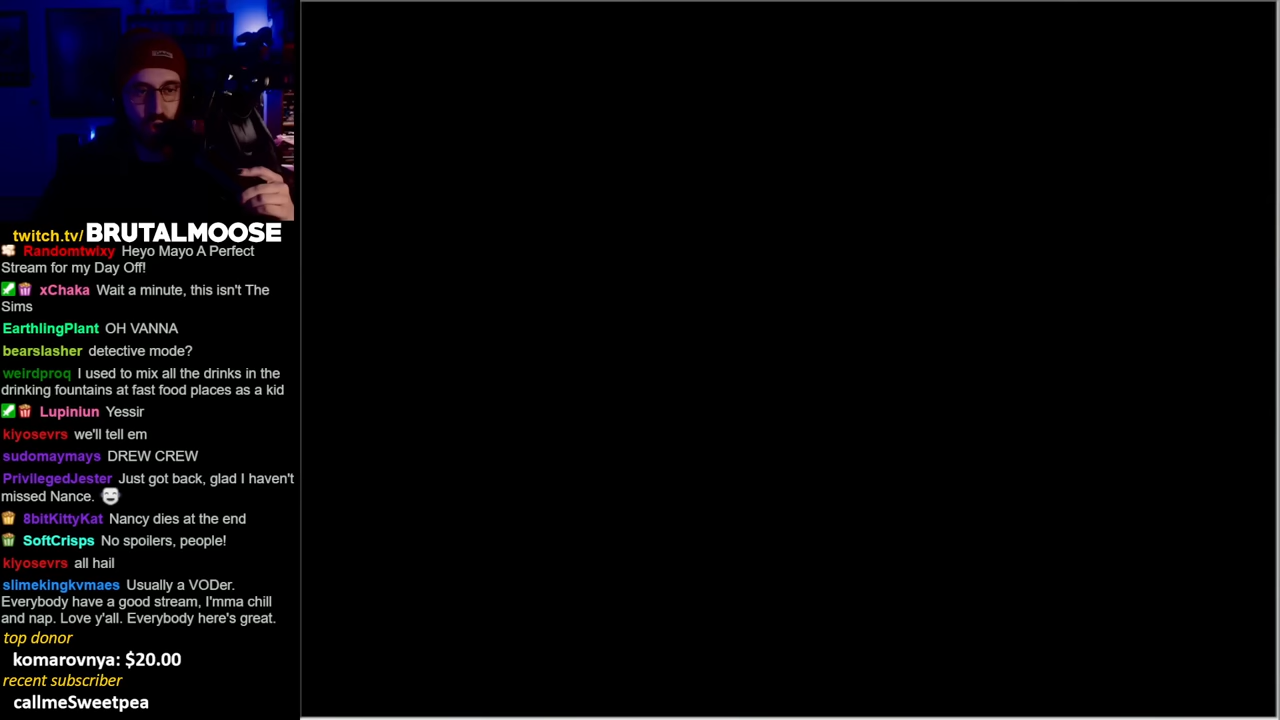 twitch.tv/BRUTALMOOSE
Randomtwixy Heyo Mayo A Perfect
Stream for my Day Off!
xChaka Wait a minute, this isn't The
Sims
EarthlingPlant OH VANNA
bearslasher detective mode?
weirdproq I used to mix all the drinks in the
drinking fountains at fast food places as a kid
Lupiniun Yessir
kiyosevrs we'll tell em
sudomaymays DREW CREW
PrivilegedJester Just got back, glad I haven't
missed Nance.
8bitKittyKat Nancy dies at the end
SoftCrisps No spoilers, people!
kiyosevrs all hail
slimekingkvmaes Usually a VODer.
Everybody have a good stream, I'mma chill
and nap. Love y'all. Everybody here's great.
top donor
komarovnya: $20.00
recent subscriber
callmeSweetpea